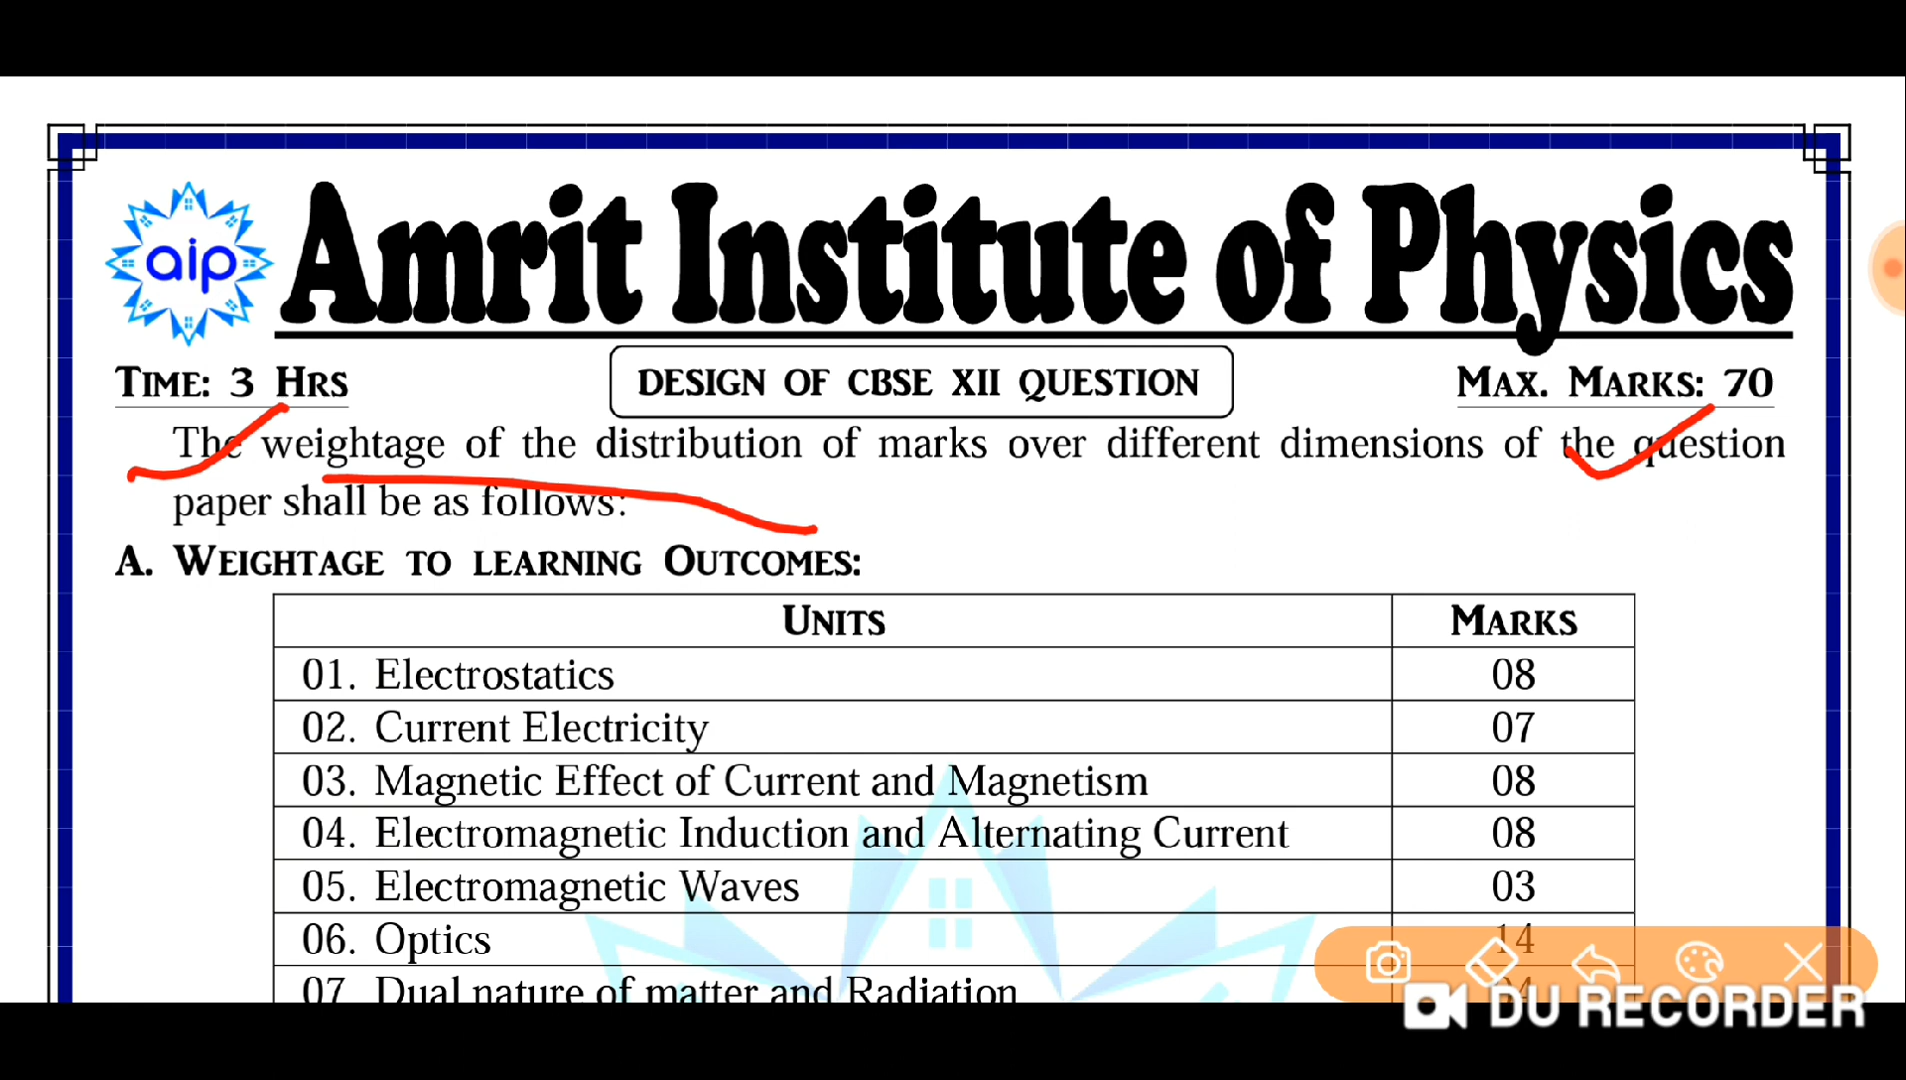 aip
Amrit Institute of Physics
TIME: 3 HRS
DESIGN OF CBSE XII QUESTION
MAX. MARKS: 70
The weightage of the distribution of marks over different dimensions of the question
paper shall be as follows:
A. WEIGHTAGE TO LEARNING OUTCOMES:
UNITS MARKS
01. Electrostatics 08
02. Current Electricity 07
03. Magnetic Effect of Current and Magnetism 08
04. Electromagnetic Induction and Alternating Current 08
05. Electromagnetic Waves 03
06. Optics 14
07. Dual nature of matter and Radiation 04
DU RECORDER